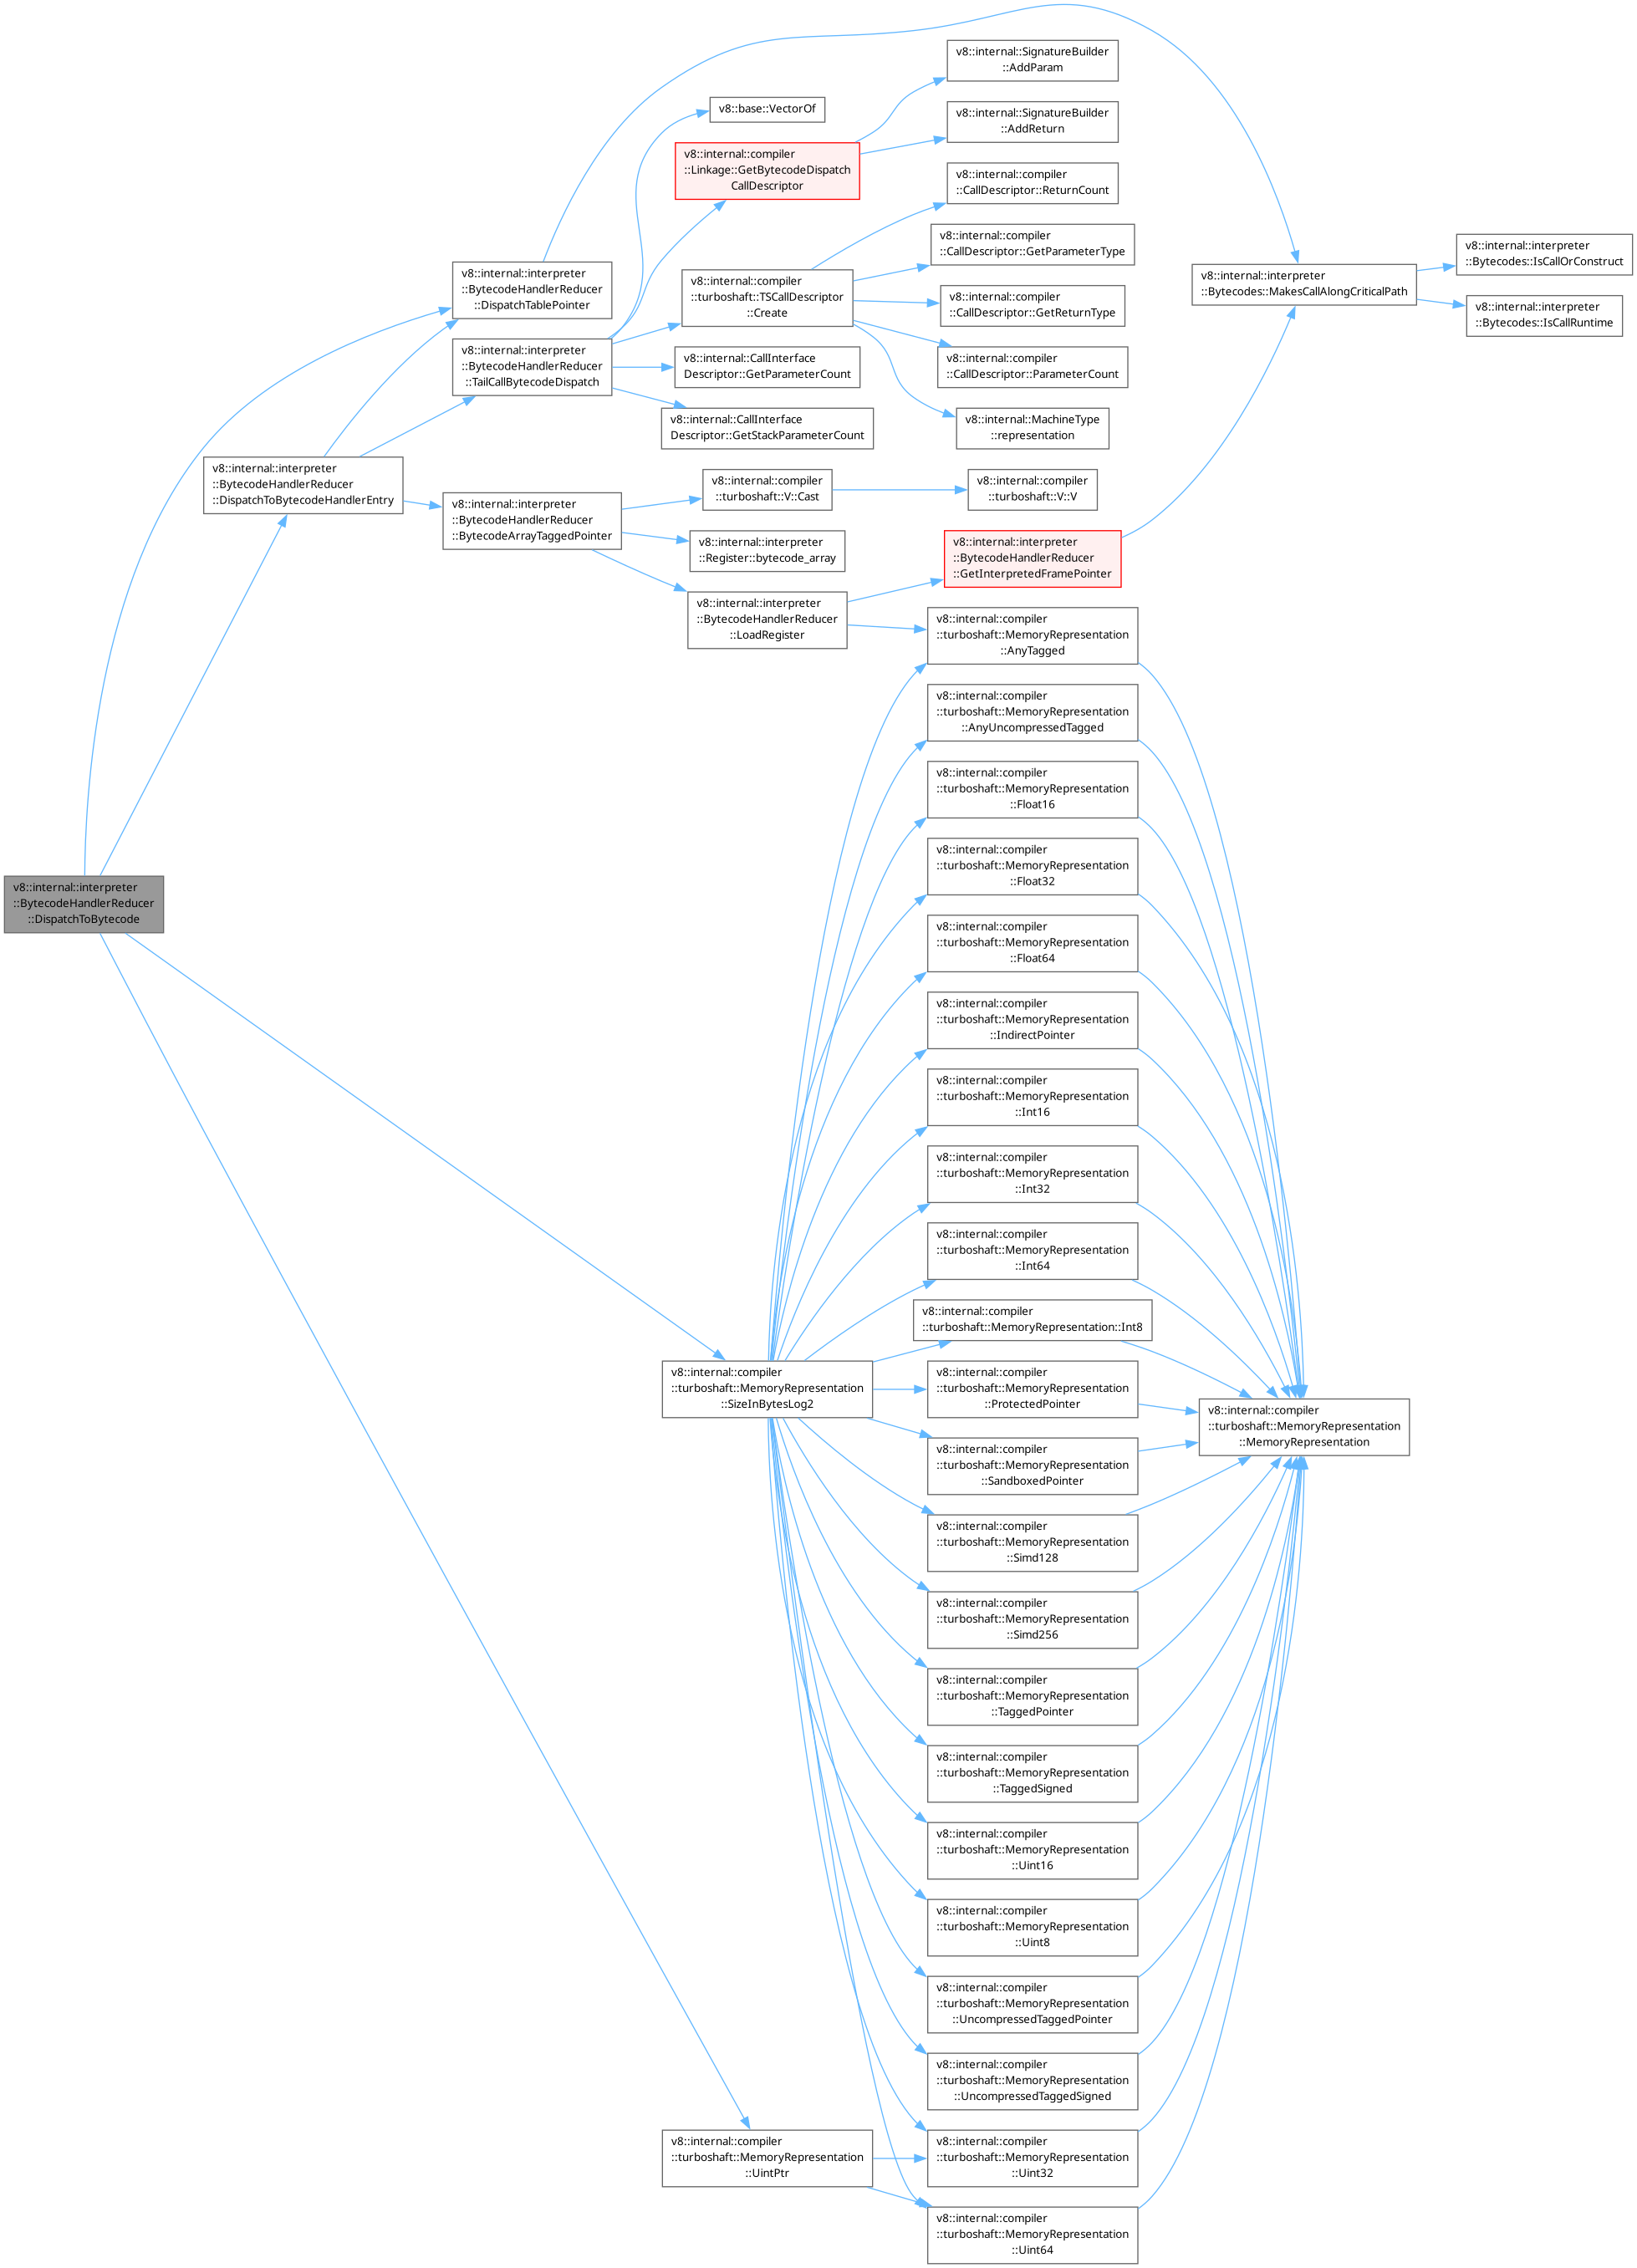 v8::internal::SignatureBuilder
::AddParam
v8::base::VectorOf
v8::internal::SignatureBuilder
::AddReturn
v8::internal::compiler
::Linkage::GetBytecodeDispatch
CallDescriptor
v8::internal::compiler
::CallDescriptor::ReturnCount
v8::internal::compiler
::CallDescriptor::GetParameterType
v8::internal::interpreter
::Bytecodes::IsCallOrConstruct
v8::internal::interpreter
::BytecodeHandlerReducer
::DispatchTablePointer
v8::internal::compiler
::turboshaft::TSCallDescriptor
::Create
v8::internal::interpreter
::Bytecodes::MakesCallAlongCriticalPath
v8::internal::compiler
::CallDescriptor::GetReturnType
v8::internal::interpreter
::Bytecodes::IsCallRuntime
v8::internal::interpreter
::BytecodeHandlerReducer
::TailCallBytecodeDispatch
v8::internal::CallInterface
Descriptor::GetParameterCount
v8::internal::compiler
::CallDescriptor::ParameterCount
v8::internal::CallInterface
Descriptor::GetStackParameterCount
v8::internal::MachineType
::representation
v8::internal::interpreter
::BytecodeHandlerReducer
::DispatchToBytecodeHandlerEntry
v8::internal::compiler
::turboshaft::V::Cast
v8::internal::compiler
::turboshaft::V::V
v8::internal::interpreter
::BytecodeHandlerReducer
::BytecodeArrayTaggedPointer
v8::internal::interpreter
::Register::bytecode_array
v8::internal::interpreter
::BytecodeHandlerReducer
::GetInterpretedFramePointer
v8::internal::interpreter
::BytecodeHandlerReducer
::LoadRegister
v8::internal::compiler
::turboshaft::MemoryRepresentation
::AnyTagged
v8::internal::compiler
::turboshaft::MemoryRepresentation
::AnyUncompressedTagged
v8::internal::compiler
::turboshaft::MemoryRepresentation
::Float16
v8::internal::compiler
::turboshaft::MemoryRepresentation
::Float32
v8::internal::interpreter
::BytecodeHandlerReducer
::DispatchToBytecode
v8::internal::compiler
::turboshaft::MemoryRepresentation
::Float64
v8::internal::compiler
::turboshaft::MemoryRepresentation
::IndirectPointer
v8::internal::compiler
::turboshaft::MemoryRepresentation
::Int16
v8::internal::compiler
::turboshaft::MemoryRepresentation
::Int32
v8::internal::compiler
::turboshaft::MemoryRepresentation
::Int64
v8::internal::compiler
::turboshaft::MemoryRepresentation::Int8
v8::internal::compiler
::turboshaft::MemoryRepresentation
::SizeInBytesLog2
v8::internal::compiler
::turboshaft::MemoryRepresentation
::ProtectedPointer
v8::internal::compiler
::turboshaft::MemoryRepresentation
::MemoryRepresentation
v8::internal::compiler
::turboshaft::MemoryRepresentation
::SandboxedPointer
v8::internal::compiler
::turboshaft::MemoryRepresentation
::Simd128
v8::internal::compiler
::turboshaft::MemoryRepresentation
::Simd256
v8::internal::compiler
::turboshaft::MemoryRepresentation
::TaggedPointer
v8::internal::compiler
::turboshaft::MemoryRepresentation
::TaggedSigned
v8::internal::compiler
::turboshaft::MemoryRepresentation
::Uint16
v8::internal::compiler
::turboshaft::MemoryRepresentation
::Uint8
v8::internal::compiler
::turboshaft::MemoryRepresentation
::UncompressedTaggedPointer
v8::internal::compiler
::turboshaft::MemoryRepresentation
::UncompressedTaggedSigned
v8::internal::compiler
::turboshaft::MemoryRepresentation
::UintPtr
v8::internal::compiler
::turboshaft::MemoryRepresentation
::Uint32
v8::internal::compiler
::turboshaft::MemoryRepresentation
::Uint64